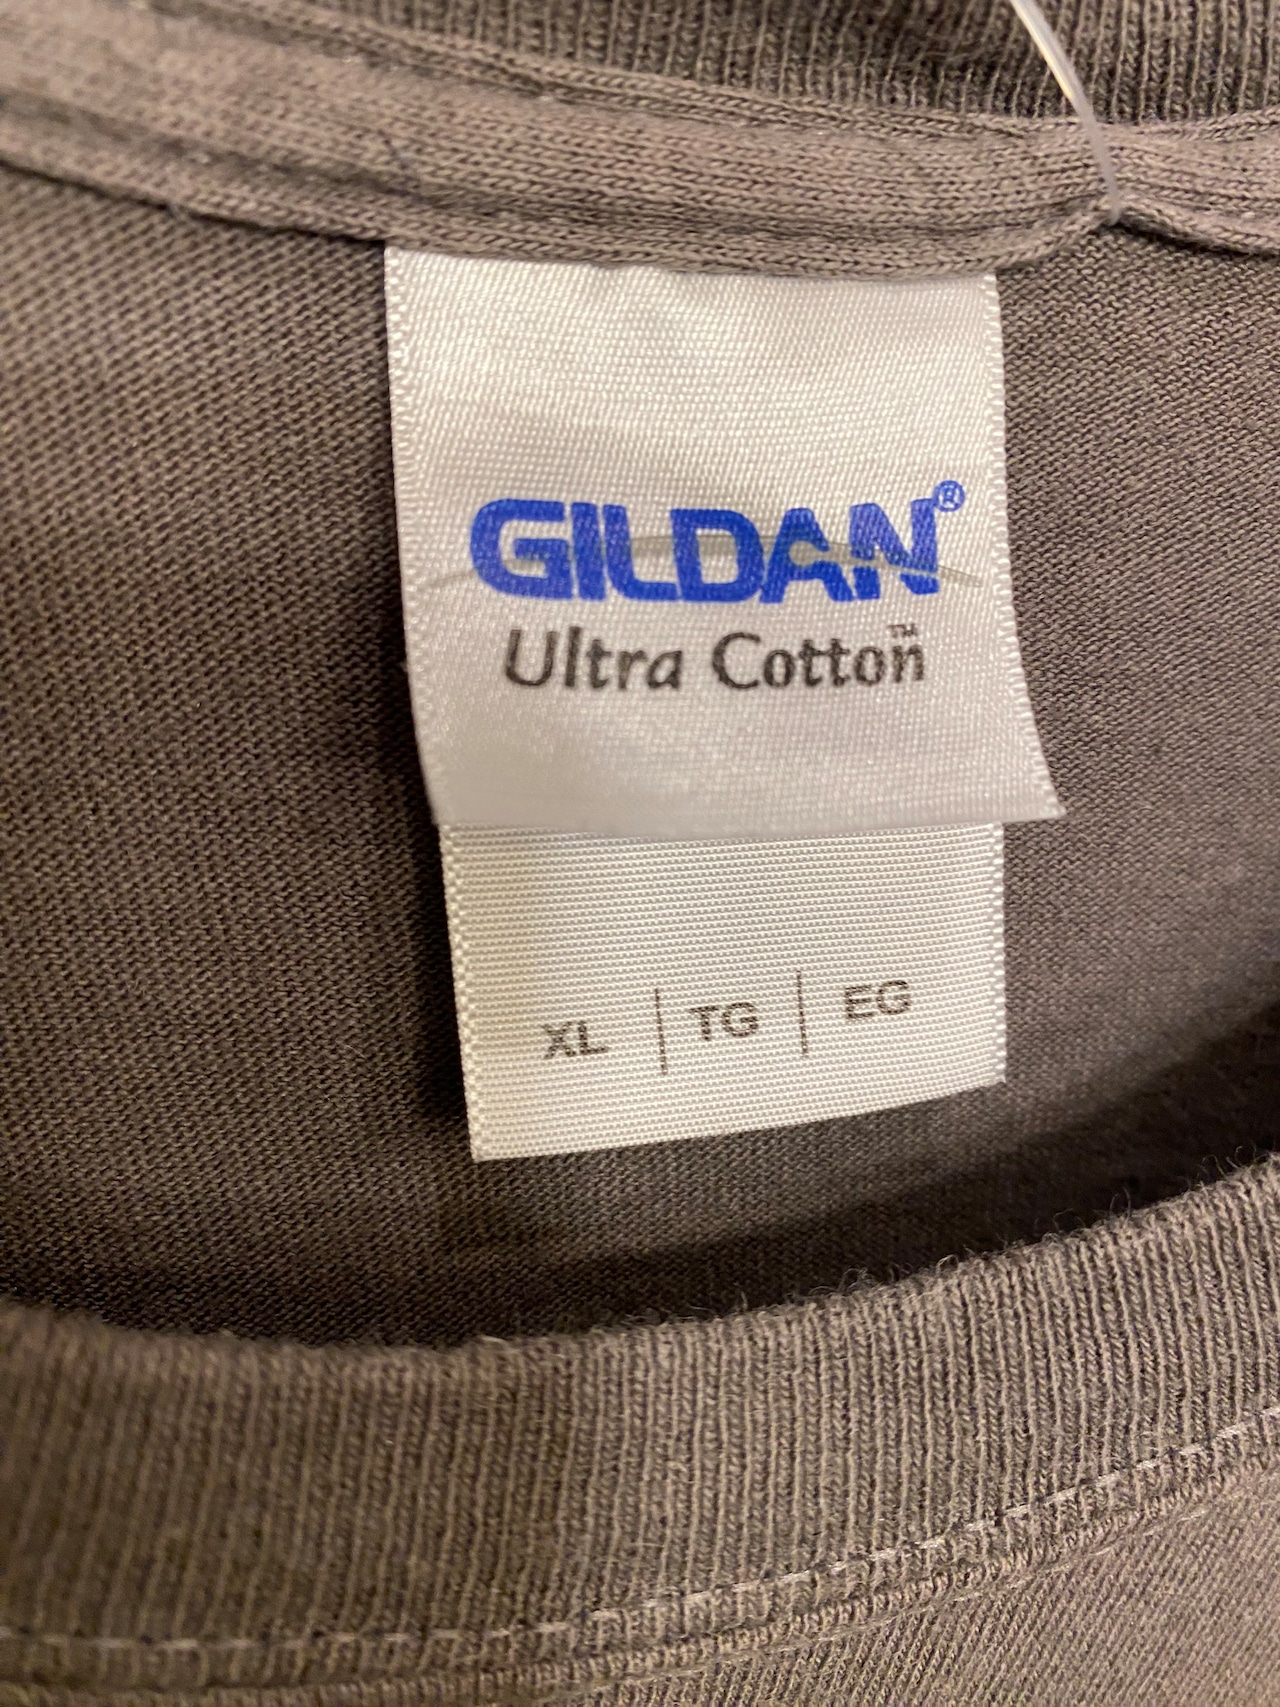 GILDAN®
Ultra Cotton™
XL | TG | EG